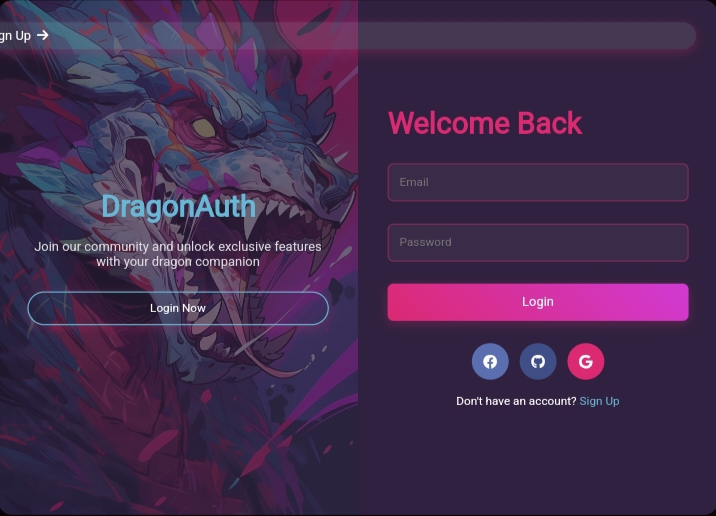 gn Up
DragonAuth
Join our community and unlock exclusive features
with your dragon companion
Login Now
Welcome Back
Email
Password
Login
Don't have an account? Sign Up